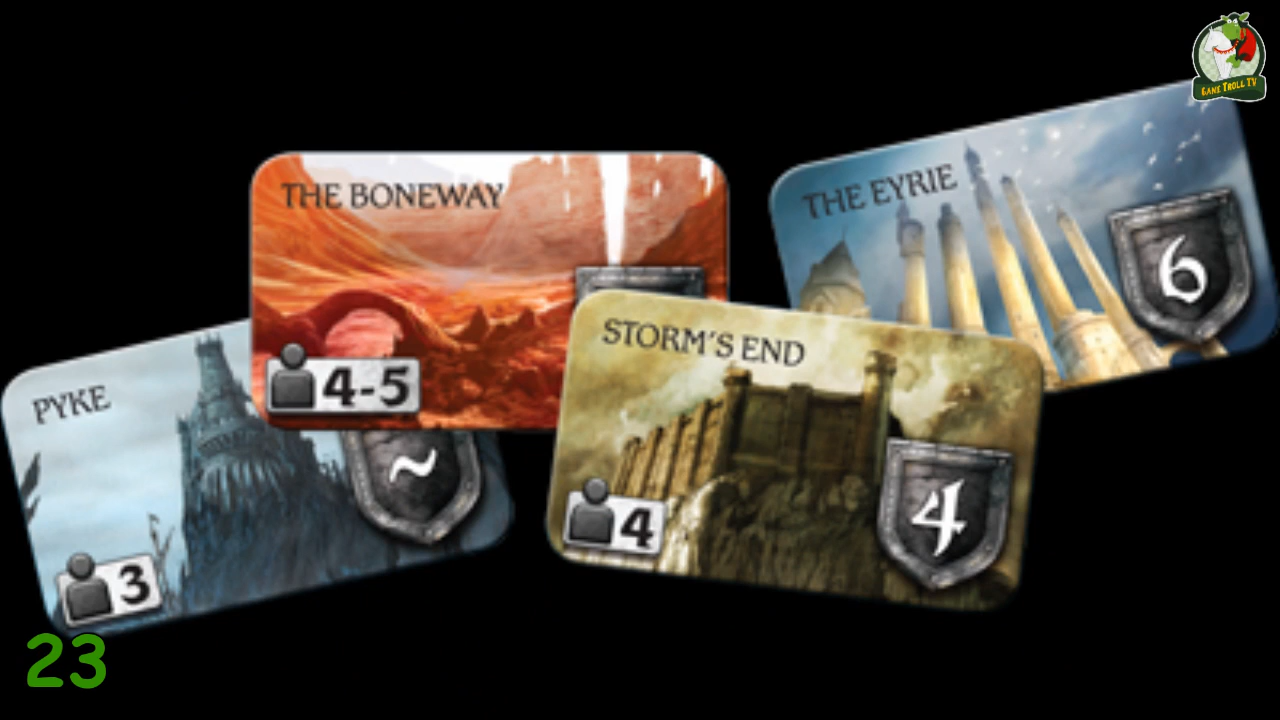 GAME TROLL TV
THE EYRIE
6
THE BONEWAY
4-5
STORM'S END
4
4
PYKE
~
3
23